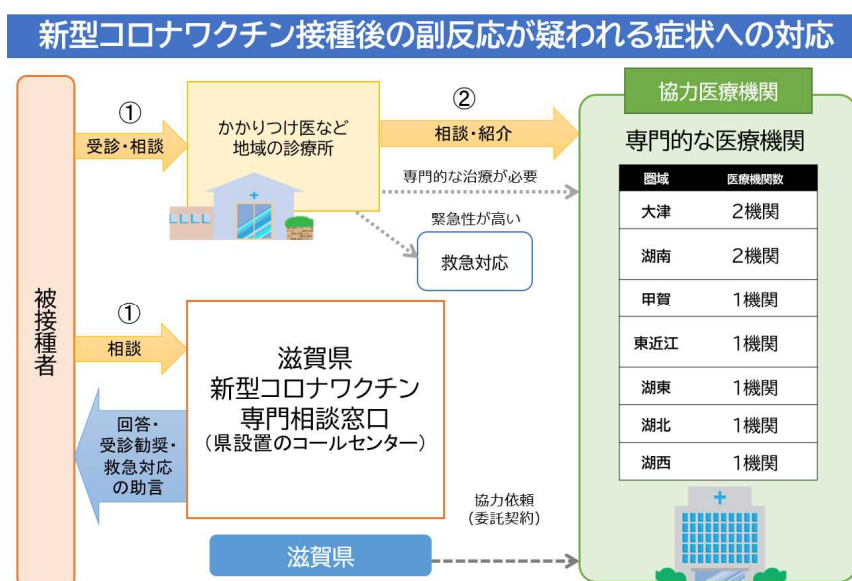 新型コロナワクチン接種後の副反応が疑われる症状への対応
被接種者
①
受診・相談
かかりつけ医など
地域の診療所
②
相談・紹介
専門的な治療が必要
緊急性が高い
救急対応
①
相談
回答・
受診勧奨・
救急対応
の助言
滋賀県
新型コロナワクチン
専門相談窓口
（県設置のコールセンター）
滋賀県
協力依頼
（委託契約）
協力医療機関
専門的な医療機関
圏域 医療機関数
大津 2機関
湖南 2機関
甲賀 1機関
東近江 1機関
湖東 1機関
湖北 1機関
湖西 1機関